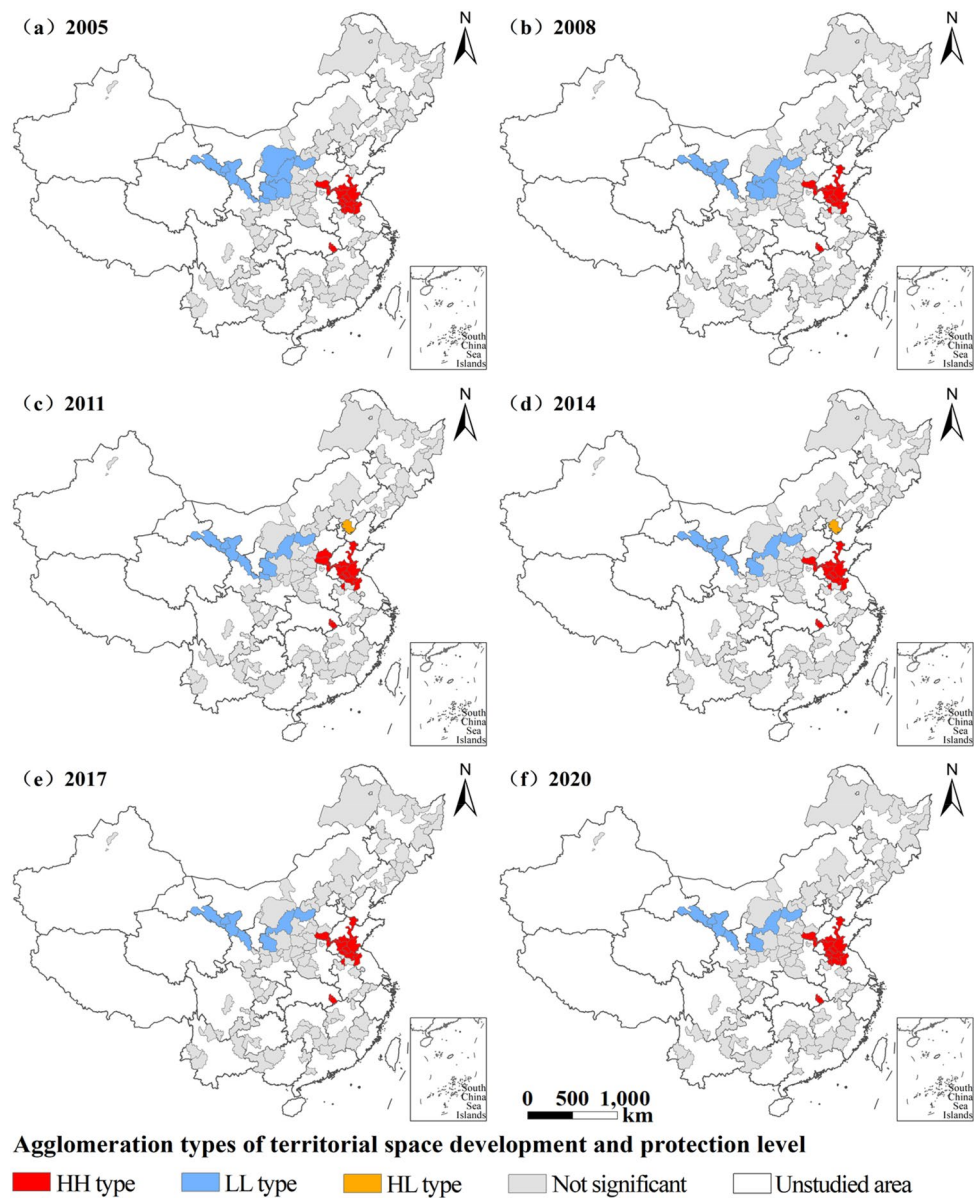 （a）2005
N
（b）2008
N
South
China
Sea
Islands
South
China
Sea
Islands
（c）2011
N
（d）2014
N
South
China
Sea
Islands
South
China
Sea
Islands
（e）2017
N
（f）2020
N
South
China
Sea
Islands
South
China
Sea
Islands
0 500 1,000
km
Agglomeration types of territorial space development and protection level
HH type LL type HL type Not significant Unstudied area